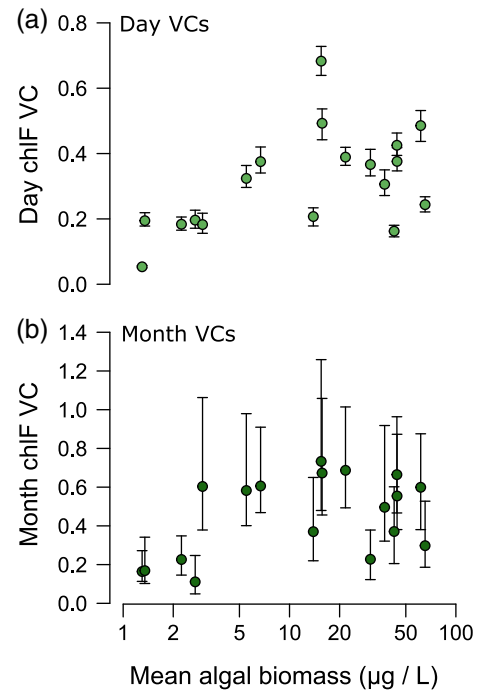 (a) Day VCs
0.8
0.6
0.4
0.2
0.0
Day chlF VC
(b) Month VCs
1.4
1.2
1.0
0.8
0.6
0.4
0.2
0.0
Month chlF VC
1 2 5 10 20 50 100
Mean algal biomass (µg / L)